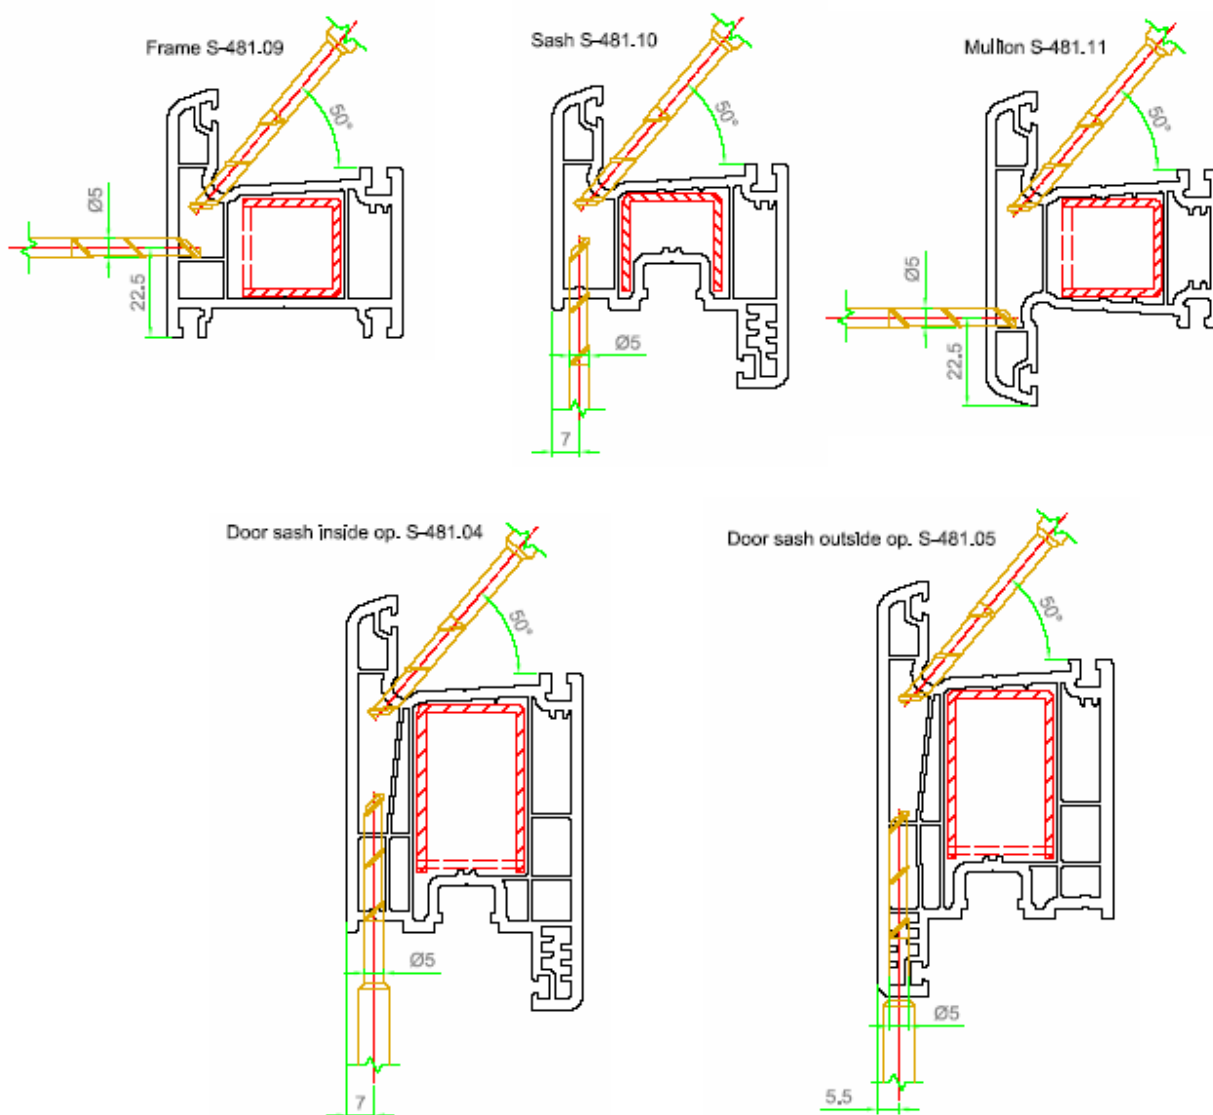 Frame S-481.09
Sash S-481.10
Mullion S-481.11
50°
50°
50°
Ø5
22.5
Ø5
7
Ø5
22.5
Door sash inside op. S-481.04
Door sash outside op. S-481.05
50°
50°
Ø5
7
Ø5
5.5